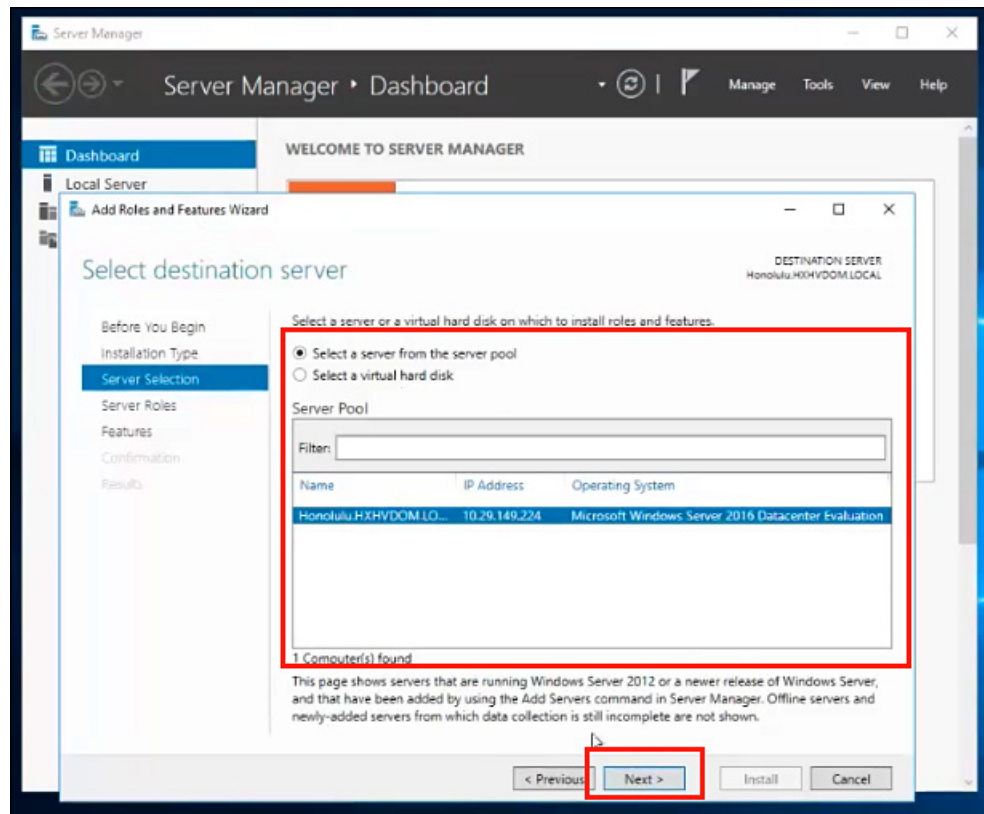 Server Manager
Server Manager • Dashboard
Manage Tools View Help
Dashboard
WELCOME TO SERVER MANAGER
Local Server
Add Roles and Features Wizard
Select destination server
DESTINATION SERVER
Honolulu.HXHVDOM.LOCAL
Before You Begin
Installation Type
Server Selection
Server Roles
Features
Confirmation
Results
Select a server or a virtual hard disk on which to install roles and features.
Select a server from the server pool
Select a virtual hard disk
Server Pool
Filter:
Name IP Address Operating System
Honolulu.HXHVDOM.LO... 10.29.149.224 Microsoft Windows Server 2016 Datacenter Evaluation
1 Computer(s) found
This page shows servers that are running Windows Server 2012 or a newer release of Windows Server,
and that have been added by using the Add Servers command in Server Manager. Offline servers and
newly-added servers from which data collection is still incomplete are not shown.
< Previous Next > Install Cancel